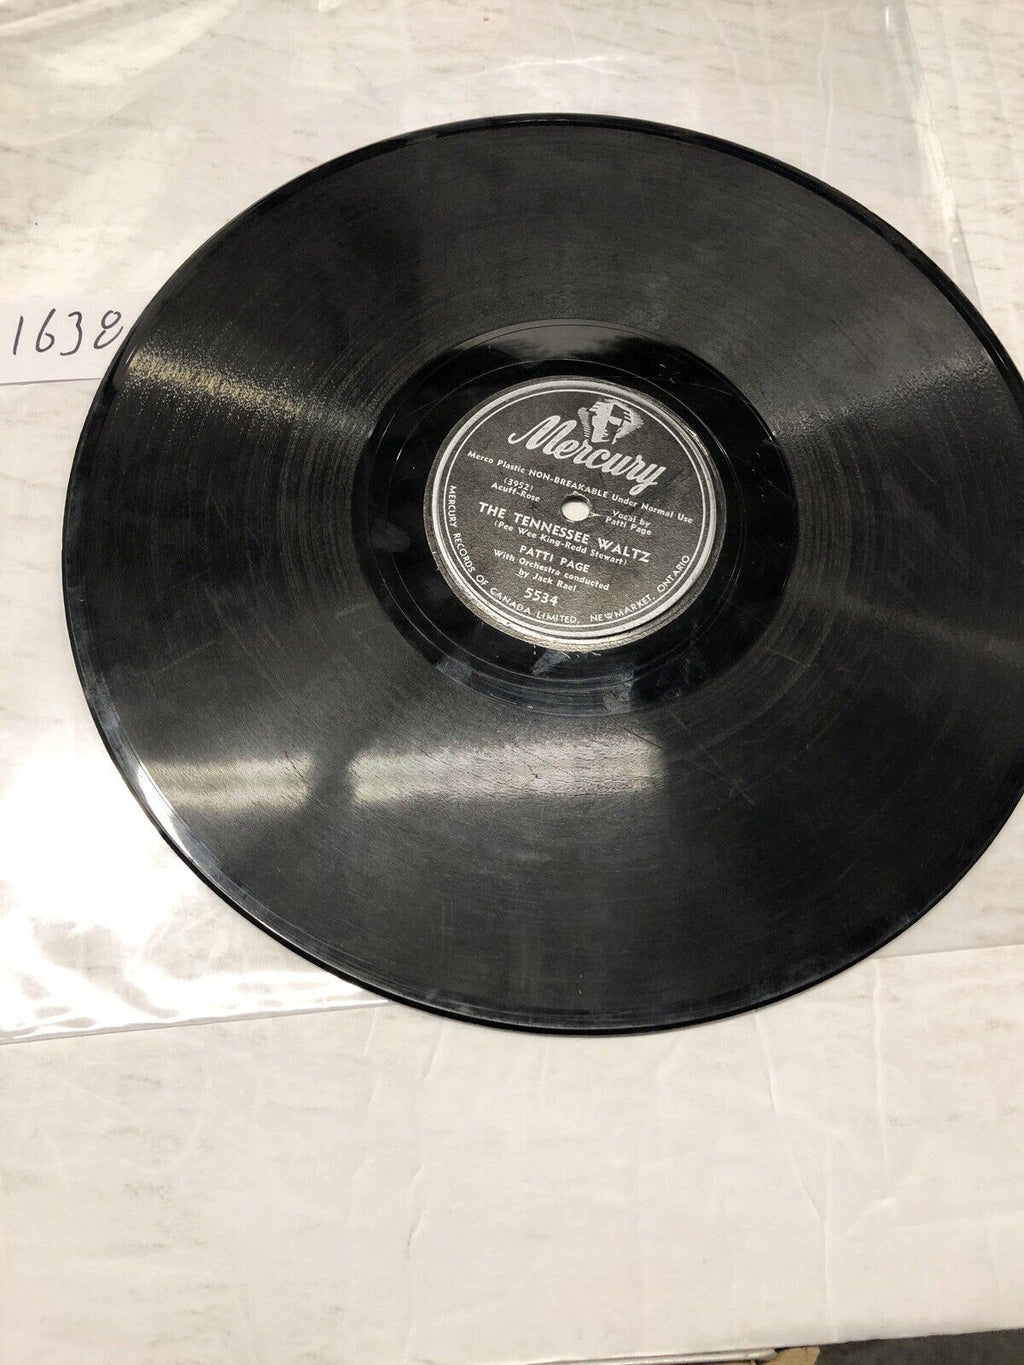 1638
Mercury
Merco Plastic NON-BREAKABLE Under Normal Use
(3952)
Acuff-Rose
Vocal by
Patti Page
THE TENNESSEE WALTZ
(Pee Wee King-Redd Stewart)
PATTI PAGE
With Orchestra conducted
by Jack Rael
5534
MERCURY RECORDS OF CANADA LIMITED, NEWMARKET, ONTARIO